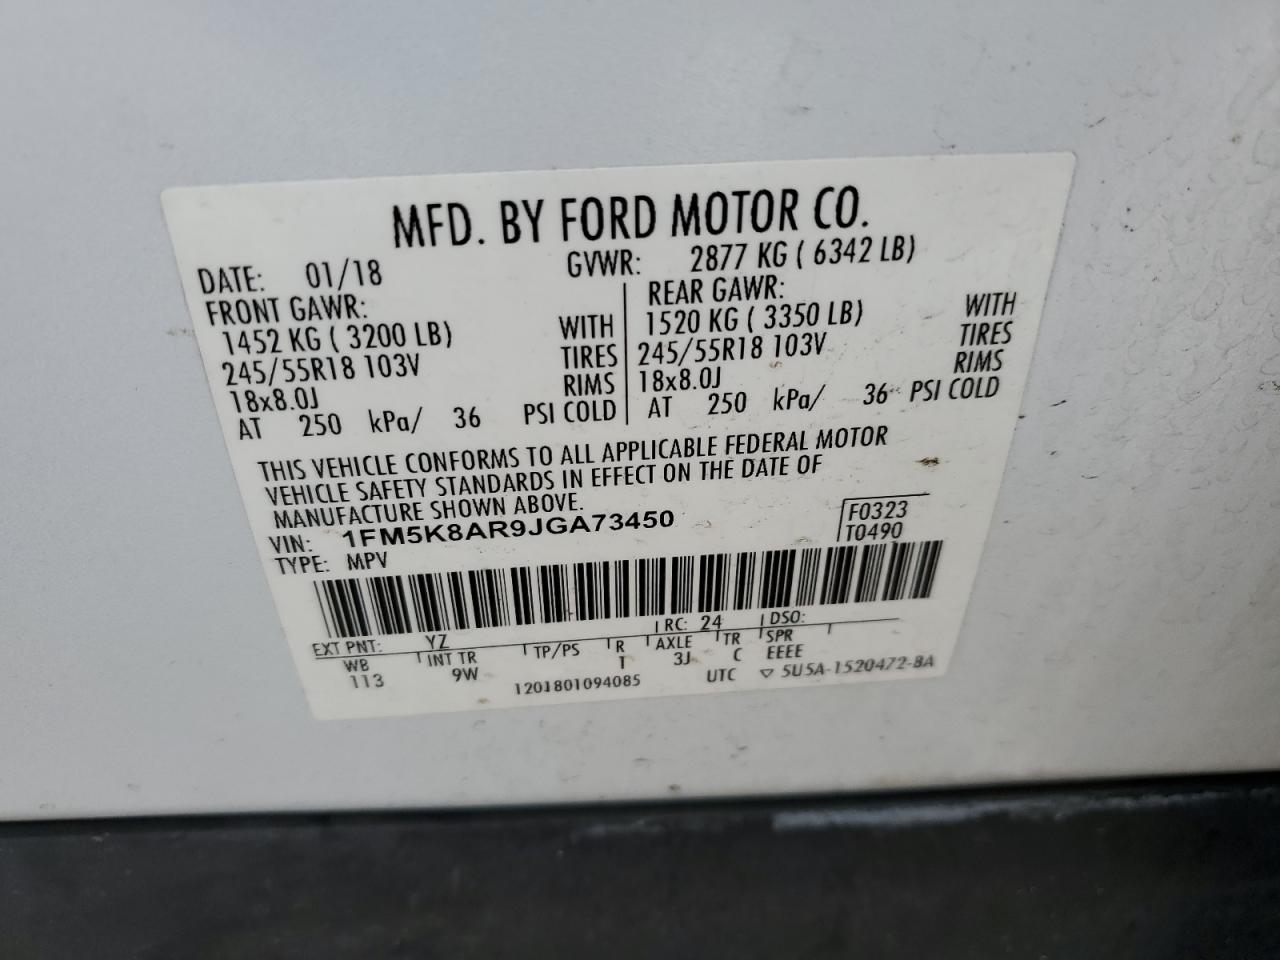 MFD. BY FORD MOTOR CO.
DATE: 01/18 GVWR: 2877 KG ( 6342 LB)
FRONT GAWR: REAR GAWR:
1452 KG ( 3200 LB) WITH 1520 KG ( 3350 LB) WITH
245/55R18 103V TIRES 245/55R18 103V TIRES
18x8.0J RIMS 18x8.0J RIMS
AT 250 kPa/ 36 PSI COLD AT 250 kPa/ 36 PSI COLD
THIS VEHICLE CONFORMS TO ALL APPLICABLE FEDERAL MOTOR
VEHICLE SAFETY STANDARDS IN EFFECT ON THE DATE OF
MANUFACTURE SHOWN ABOVE.
VIN: 1FM5K8AR9JGA73450 F0323
TYPE: MPV T0490
EXT PNT: YZ RC: 24 DSO:
WB INT TR TP/PS R AXLE TR SPR
113 9W T 3J C EEEE
1201801094085 UTC ▽ 5U5A-1520472-BA